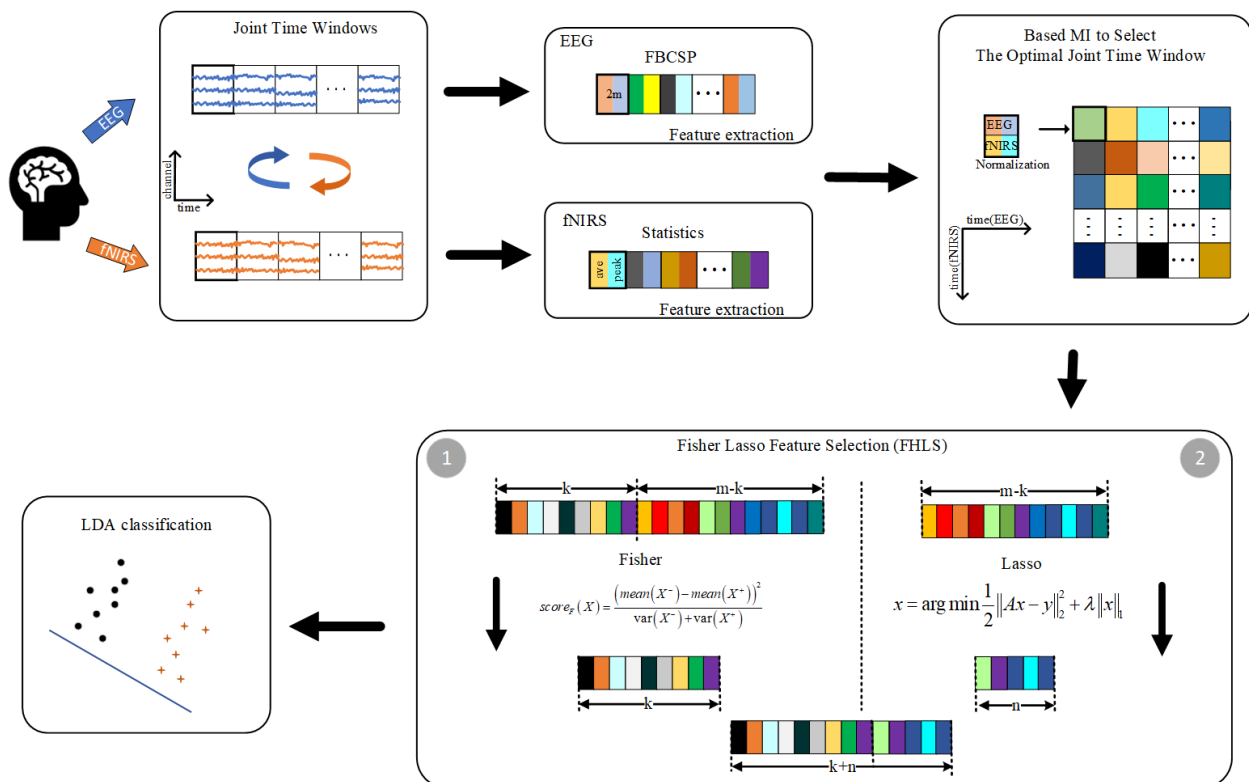 Joint Time Windows
EEG
channel
time
fNIRS
EEG
FBCSP
2m
Feature extraction
fNIRS
Statistics
ave
peak
Feature extraction
Based MI to Select
The Optimal Joint Time Window
EEG
fNIRS
Normalization
time(EEG)
time(fNIRS)
Fisher Lasso Feature Selection (FHLS)
1
2
k
m-k
Fisher
score_F(X) = (mean(X⁻) − mean(X⁺))² / var(X⁻) + var(X⁺)
k
m-k
Lasso
x = arg min 1/2 ‖Ax − y‖₂² + λ‖x‖₁
n
k+n
LDA classification